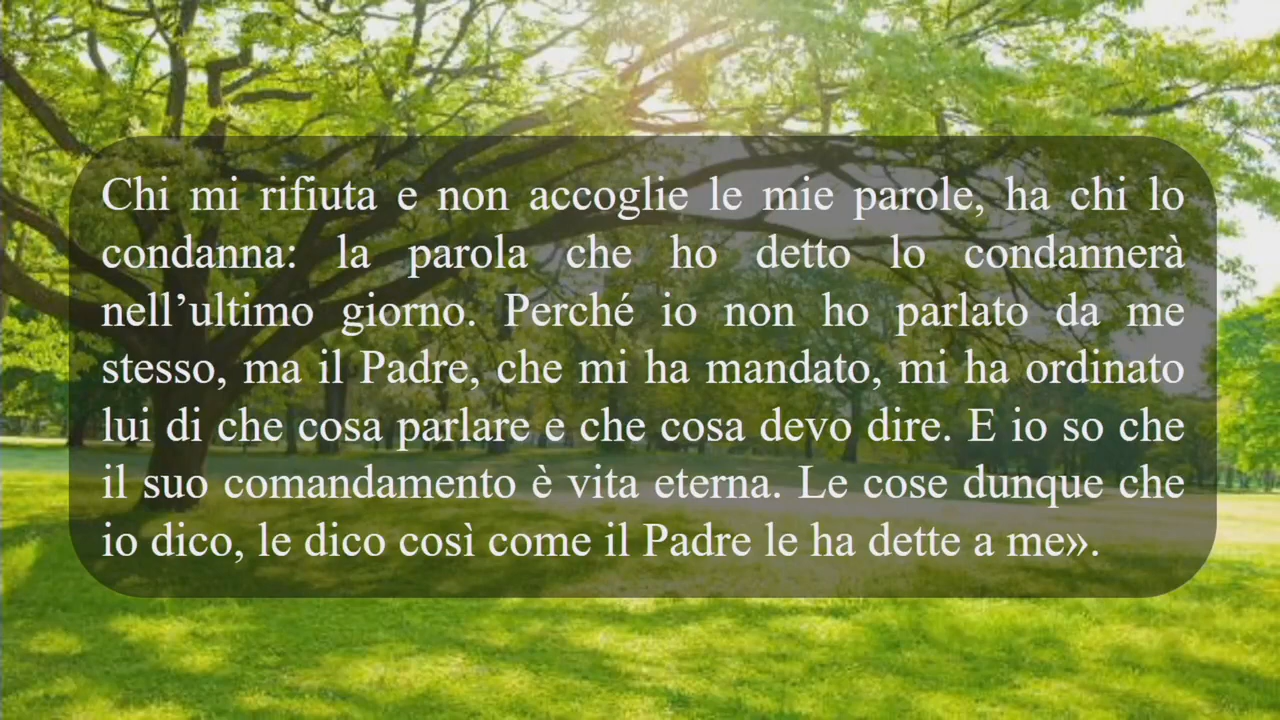 Chi mi rifiuta e non accoglie le mie parole, ha chi lo
condanna: la parola che ho detto lo condannerà
nell’ultimo giorno. Perché io non ho parlato da me
stesso, ma il Padre, che mi ha mandato, mi ha ordinato
lui di che cosa parlare e che cosa devo dire. E io so che
il suo comandamento è vita eterna. Le cose dunque che
io dico, le dico così come il Padre le ha dette a me».